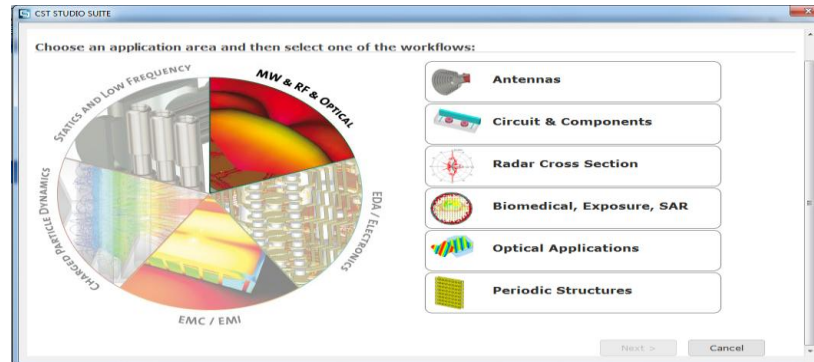 CST STUDIO SUITE
Choose an application area and then select one of the workflows:
STATICS AND LOW FREQUENCY
MW & RF & OPTICAL
EDA / ELECTRONICS
EMC / EMI
CHARGED PARTICLE DYNAMICS
Antennas
Circuit & Components
Radar Cross Section
Biomedical, Exposure, SAR
Optical Applications
Periodic Structures
Next >
Cancel